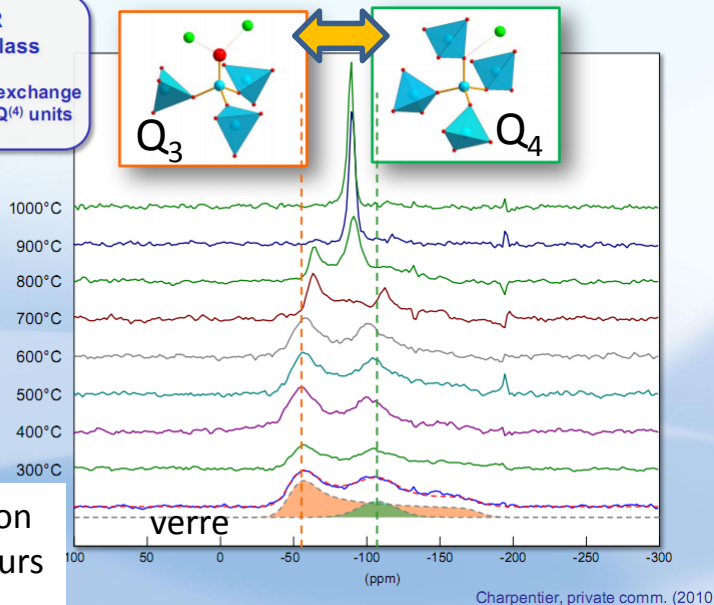 R
lass
exchange
Q(4) units
Q3
Q4
1000°C
900°C
800°C
700°C
600°C
500°C
400°C
300°C
on
urs
verre
100 50 0 -50 -100 -150 -200 -250 -300
(ppm)
Charpentier, private comm. (2010